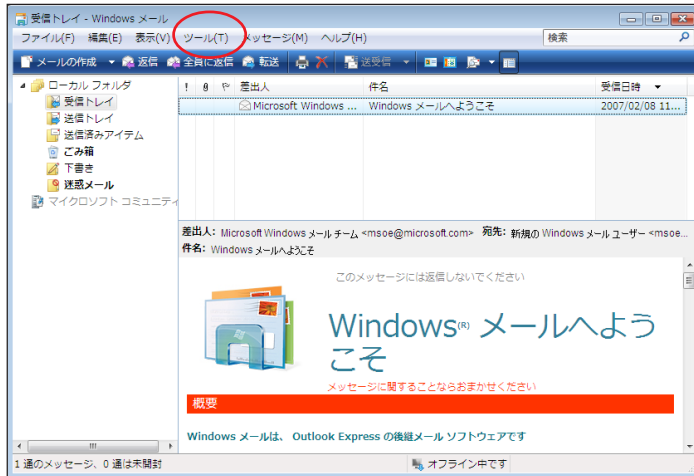 受信トレイ - Windows メール
ファイル(F) 編集(E) 表示(V) ツール(T) メッセージ(M) ヘルプ(H) 検索
メールの作成 返信 全員に返信 転送 送受信
ローカル フォルダ
受信トレイ
送信トレイ
送信済みアイテム
ごみ箱
下書き
迷惑メール
マイクロソフト コミュニティ
! 差出人 件名 受信日時
Microsoft Windows ... Windows メールへようこそ 2007/02/08 11...
差出人: Microsoft Windows メール チーム <msoe@microsoft.com> 宛先: 新規の Windows メール ユーザー <msoe...
件名: Windows メールへようこそ
このメッセージには返信しないでください
Windows(R) メールへよう
こそ
メッセージに関することならおまかせください
概要
Windows メールは、 Outlook Express の後継メール ソフトウェアです
1 通のメッセージ、0 通は未開封 オフライン中です